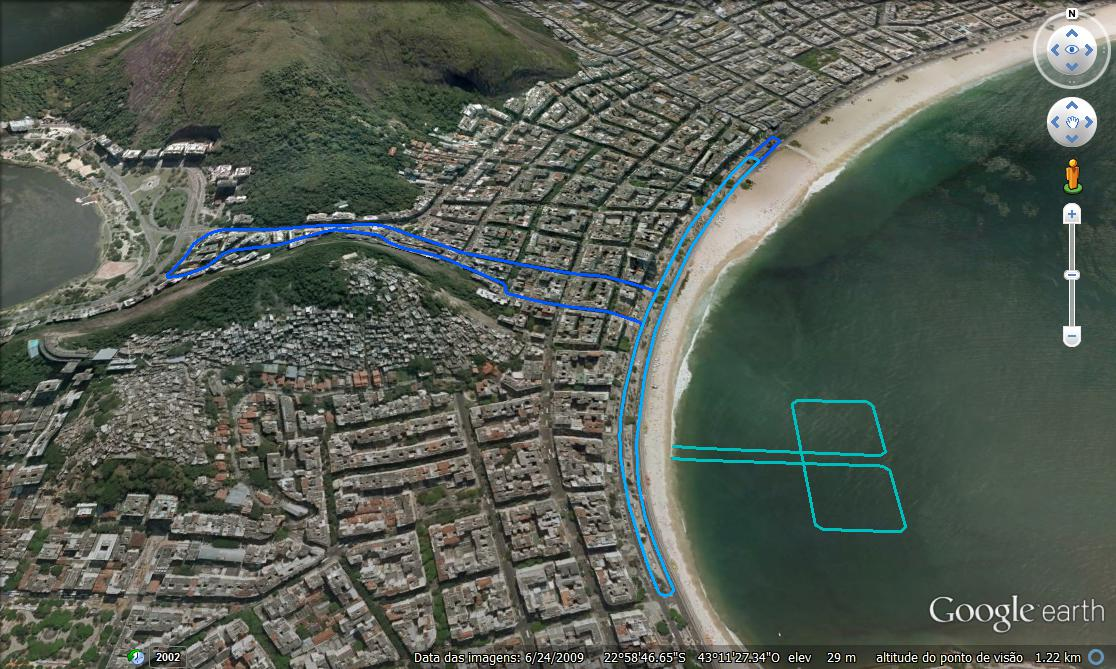 N
Google earth
2002
Data das imagens: 6/24/2009 22°58'46.65"S 43°11'27.34"O elev 29 m altitude do ponto de visão 1.22 km